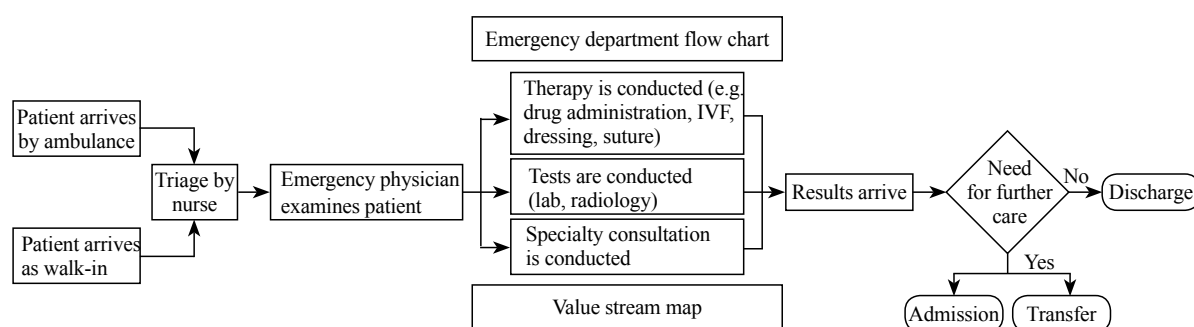 Emergency department flow chart
Patient arrives
by ambulance
Patient arrives
as walk-in
Triage by
nurse
Emergency physician
examines patient
Therapy is conducted (e.g.
drug administration, IVF,
dressing, suture)
Tests are conducted
(lab, radiology)
Specialty consultation
is conducted
Results arrive
Need
for further
care
No
Discharge
Yes
Admission
Transfer
Value stream map